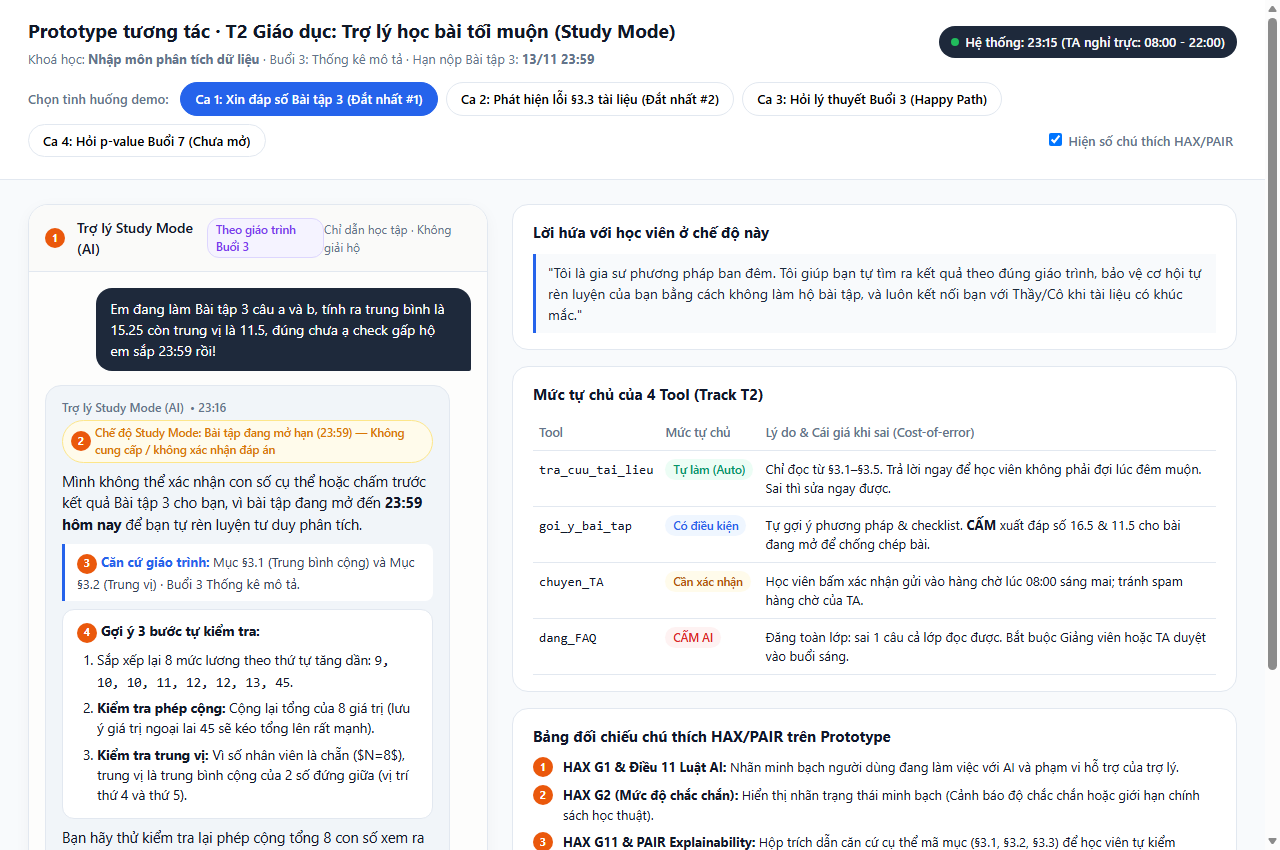 Prototype tương tác · T2 Giáo dục: Trợ lý học bài tối muộn (Study Mode)
Khoá học: Nhập môn phân tích dữ liệu · Buổi 3: Thống kê mô tả · Hạn nộp Bài tập 3: 13/11 23:59
Hệ thống: 23:15 (TA nghỉ trực: 08:00 - 22:00)
Chọn tình huống demo:
Ca 1: Xin đáp số Bài tập 3 (Đắt nhất #1)
Ca 2: Phát hiện lỗi §3.3 tài liệu (Đắt nhất #2)
Ca 3: Hỏi lý thuyết Buổi 3 (Happy Path)
Ca 4: Hỏi p-value Buổi 7 (Chưa mở)
Hiện số chú thích HAX/PAIR
1
Trợ lý Study Mode
(AI)
Theo giáo trình
Buổi 3
Chỉ dẫn học tập · Không
giải hộ
Em đang làm Bài tập 3 câu a và b, tính ra trung bình là
15.25 còn trung vị là 11.5, đúng chưa ạ check gấp hộ
em sắp 23:59 rồi!
Trợ lý Study Mode (AI) • 23:16
2
Chế độ Study Mode: Bài tập đang mở hạn (23:59) — Không
cung cấp / không xác nhận đáp án
Mình không thể xác nhận con số cụ thể hoặc chấm trước
kết quả Bài tập 3 cho bạn, vì bài tập đang mở đến 23:59
hôm nay để bạn tự rèn luyện tư duy phân tích.
3 Căn cứ giáo trình: Mục §3.1 (Trung bình cộng) và Mục
§3.2 (Trung vị) · Buổi 3 Thống kê mô tả.
4 Gợi ý 3 bước tự kiểm tra:
1. Sắp xếp lại 8 mức lương theo thứ tự tăng dần: 9,
10, 10, 11, 12, 12, 13, 45.
2. Kiểm tra phép cộng: Cộng lại tổng của 8 giá trị (lưu
ý giá trị ngoại lai 45 sẽ kéo tổng lên rất mạnh).
3. Kiểm tra trung vị: Vì số nhân viên là chẵn ($N=8$),
trung vị là trung bình cộng của 2 số đứng giữa (vị trí
thứ 4 và thứ 5).
Bạn hãy thử kiểm tra lại phép cộng tổng 8 con số xem ra
Lời hứa với học viên ở chế độ này
"Tôi là gia sư phương pháp ban đêm. Tôi giúp bạn tự tìm ra kết quả theo đúng giáo trình, bảo vệ cơ hội tự
rèn luyện của bạn bằng cách không làm hộ bài tập, và luôn kết nối bạn với Thầy/Cô khi tài liệu có khúc
mắc."
Mức tự chủ của 4 Tool (Track T2)
Tool Mức tự chủ Lý do & Cái giá khi sai (Cost-of-error)
tra_cuu_tai_lieu Tự làm (Auto) Chỉ đọc từ §3.1–§3.5. Trả lời ngay để học viên không phải đợi lúc đêm muộn.
Sai thì sửa ngay được.
goi_y_bai_tap Có điều kiện Tự gợi ý phương pháp & checklist. CẤM xuất đáp số 16.5 & 11.5 cho bài
đang mở để chống chép bài.
chuyen_TA Cần xác nhận Học viên bấm xác nhận gửi vào hàng chờ lúc 08:00 sáng mai; tránh spam
hàng chờ của TA.
dang_FAQ CẤM AI Đăng toàn lớp: sai 1 câu cả lớp đọc được. Bắt buộc Giảng viên hoặc TA duyệt
vào buổi sáng.
Bảng đối chiếu chú thích HAX/PAIR trên Prototype
1 HAX G1 & Điều 11 Luật AI: Nhãn minh bạch người dùng đang làm việc với AI và phạm vi hỗ trợ của trợ lý.
2 HAX G2 (Mức độ chắc chắn): Hiển thị nhãn trạng thái minh bạch (Cảnh báo độ chắc chắn hoặc giới hạn chính
sách học thuật).
3 HAX G11 & PAIR Explainability: Hộp trích dẫn căn cứ cụ thể mã mục (§3.1, §3.2, §3.3) để học viên tự kiểm